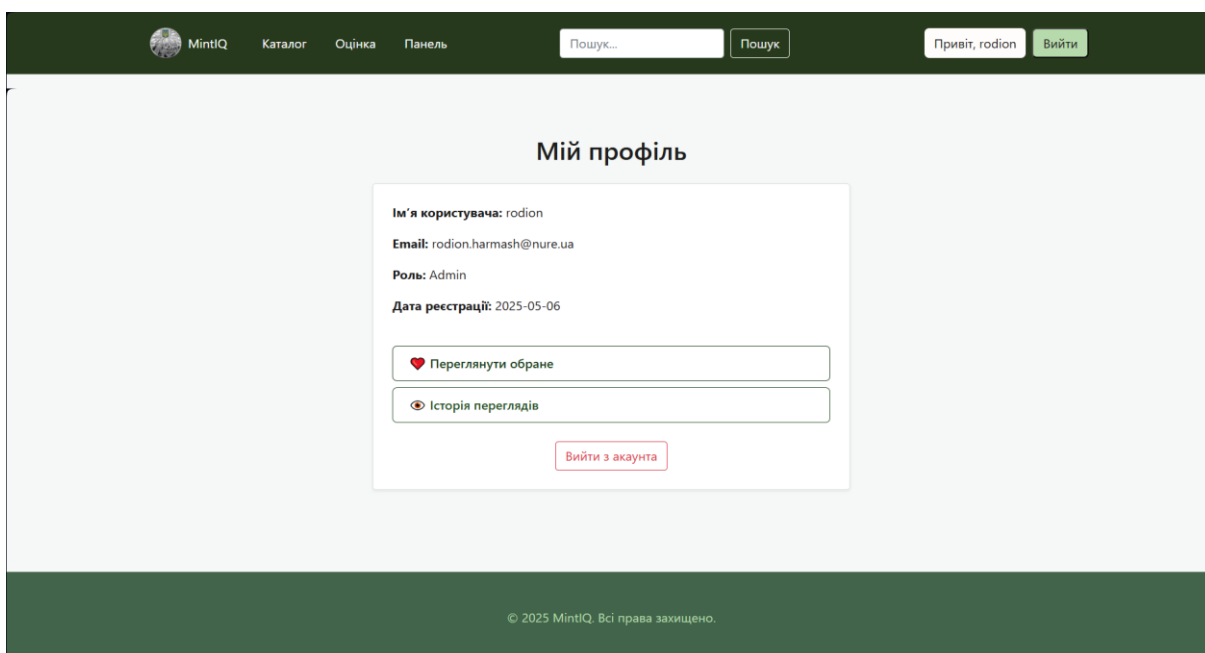 MintIQ Каталог Оцінка Панель Пошук... Пошук Привіт, rodion Вийти
Мій профіль
Ім'я користувача: rodion
Email: rodion.harmash@nure.ua
Роль: Admin
Дата реєстрації: 2025-05-06
Переглянути обране
Історія переглядів
Вийти з акаунта
© 2025 MintIQ. Всі права захищено.